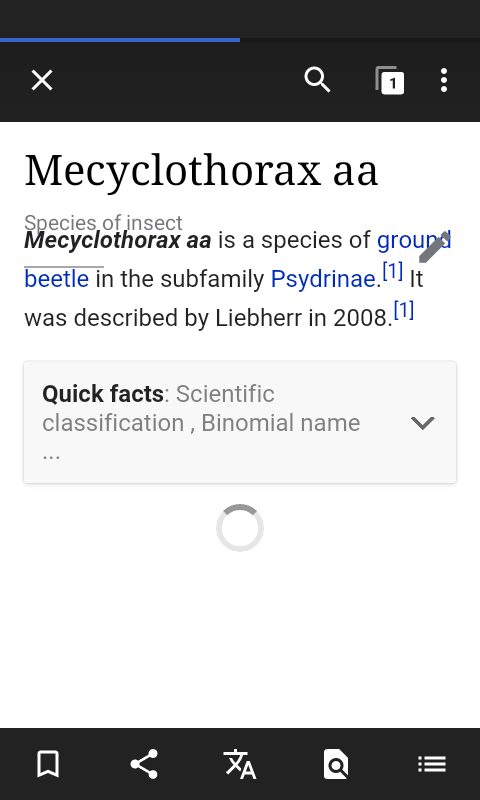 1
Mecyclothorax aa
Species of insect
Mecyclothorax aa is a species of ground
beetle in the subfamily Psydrinae.[1] It
was described by Liebherr in 2008.[1]
Quick facts: Scientific
classification , Binomial name
...